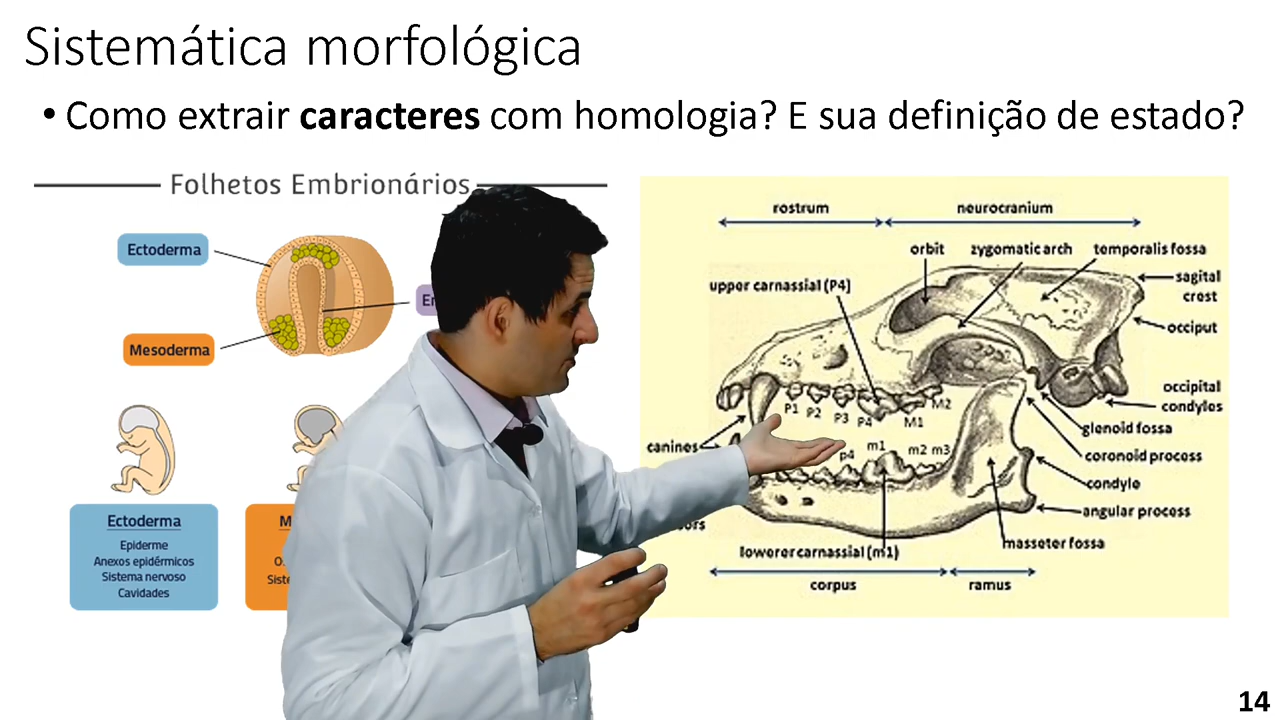 Sistemática morfológica
• Como extrair caracteres com homologia? E sua definição de estado?
Folhetos Embrionários
Ectoderma
Mesoderma
Ectoderma
Epiderme
Anexos epidérmicos
Sistema nervoso
Cavidades
rostrum
neurocranium
orbit
zygomatic arch
temporalis fossa
upper carnassial (P4)
sagital
crest
occiput
occipital
condyles
P1 P2 P3 P4 M1 M2
canines
p4 m1 m2 m3
glenoid fossa
coronoid process
condyle
angular process
masseter fossa
lowerer carnassial (m1)
corpus
ramus
14